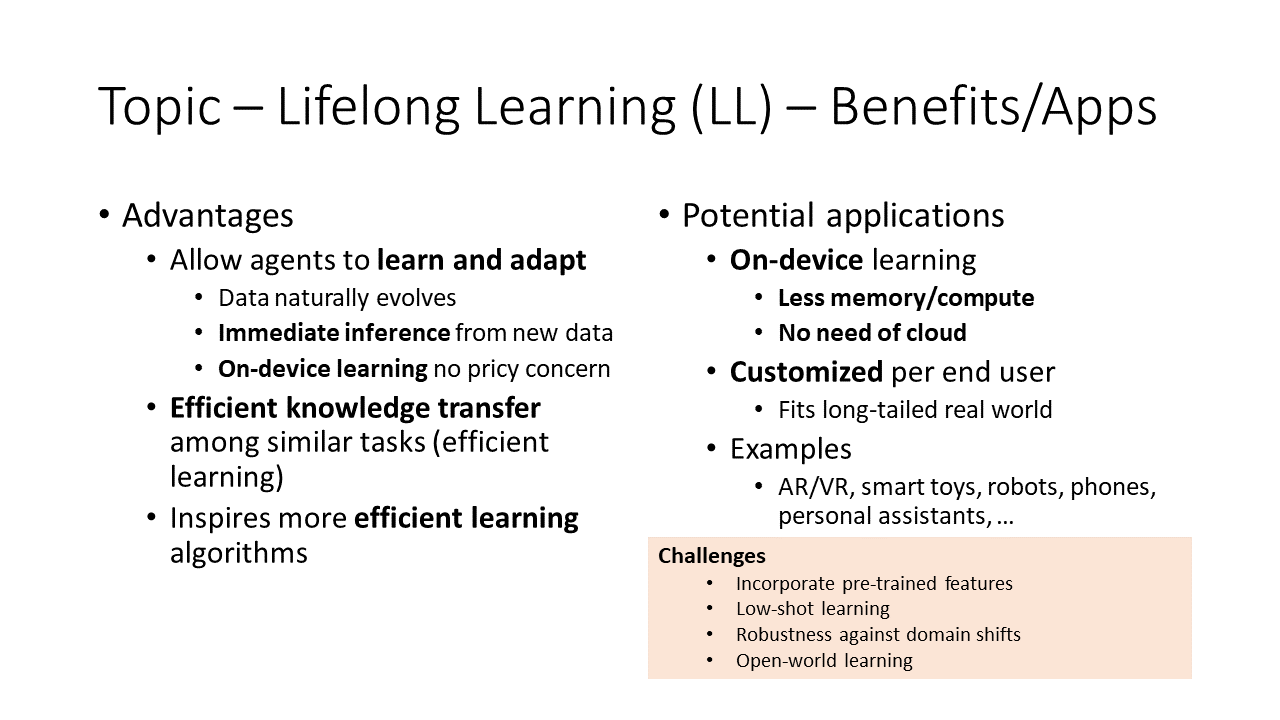 Topic – Lifelong Learning (LL) – Benefits/Apps
• Advantages
• Allow agents to learn and adapt
• Data naturally evolves
• Immediate inference from new data
• On-device learning no pricy concern
• Efficient knowledge transfer
among similar tasks (efficient
learning)
• Inspires more efficient learning
algorithms
• Potential applications
• On-device learning
• Less memory/compute
• No need of cloud
• Customized per end user
• Fits long-tailed real world
• Examples
• AR/VR, smart toys, robots, phones,
personal assistants, …
Challenges
• Incorporate pre-trained features
• Low-shot learning
• Robustness against domain shifts
• Open-world learning